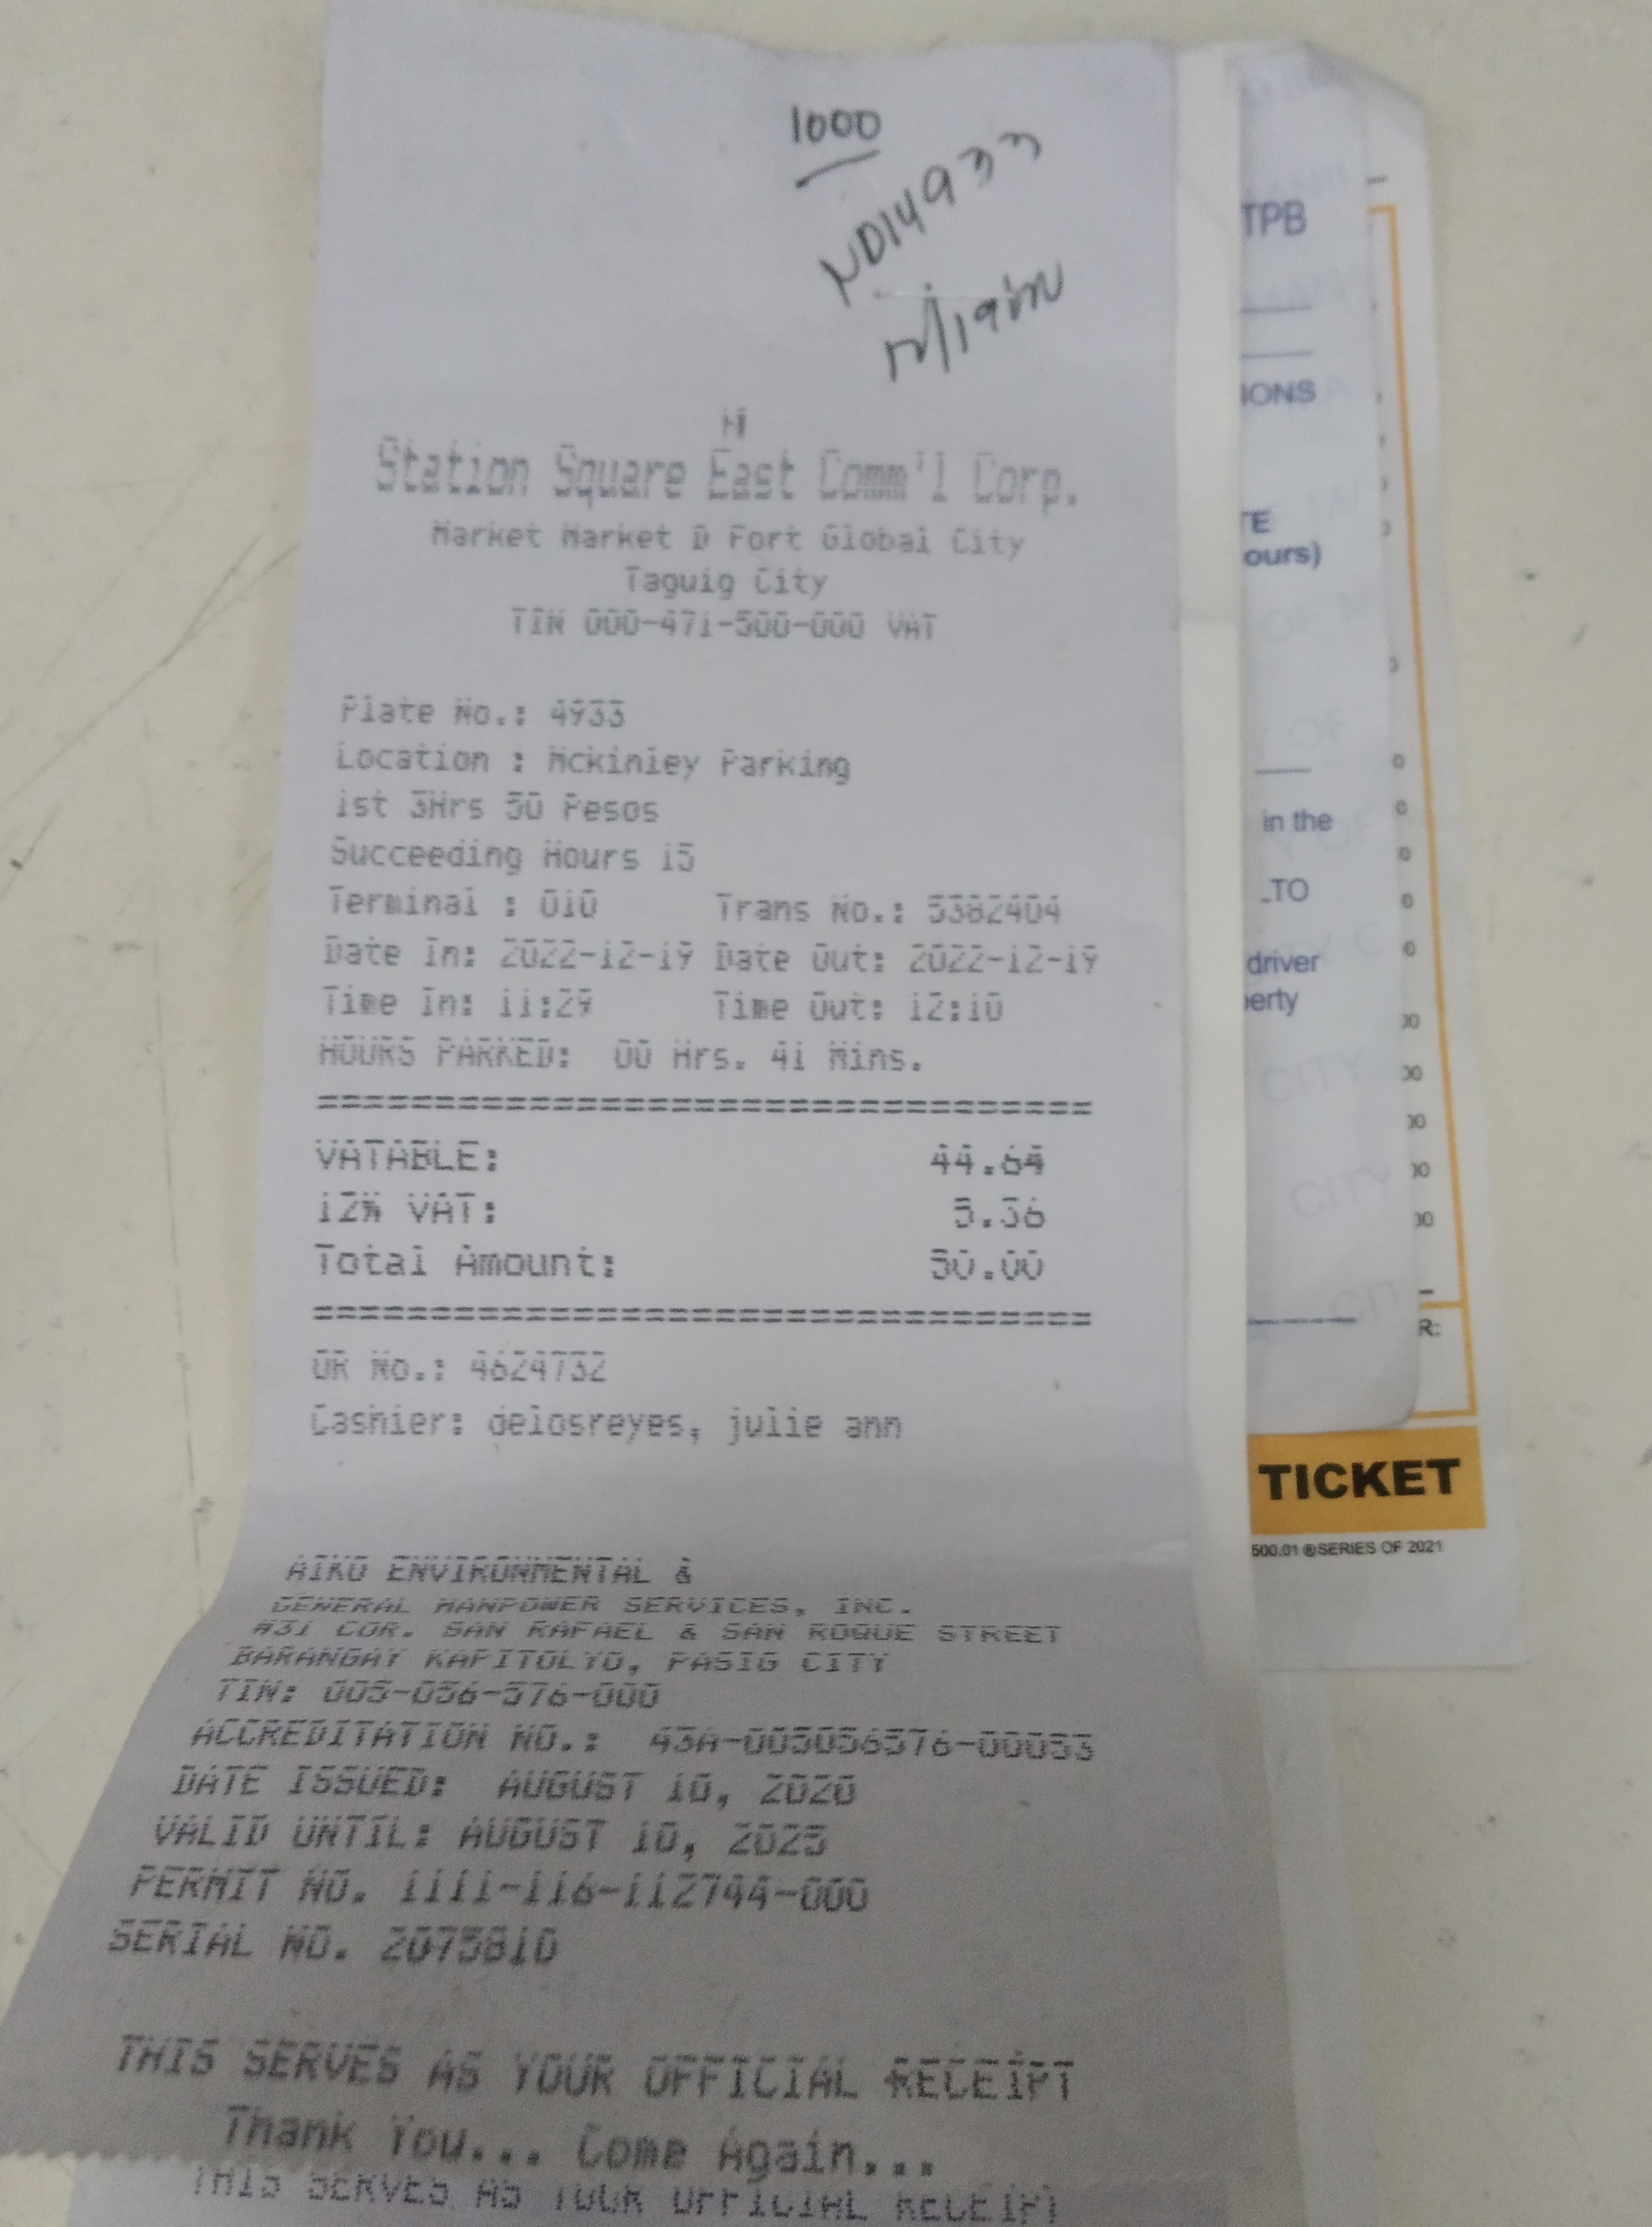 1000
NDI4933
12/19/22
Station Square East Comm'l Corp.
Market Market D Fort Global City
Taguig City
TIN 000-471-500-000 VAT
Plate No.: 4933
Location : Mckinley Parking
1st 3Hrs 50 Pesos
Succeeding Hours 15
Terminal : 010 Trans No.: 5382404
Date In: 2022-12-19 Date Out: 2022-12-19
Time In: 11:29 Time Out: 12:10
HOURS PARKED: 00 Hrs. 41 Mins.
================================
VATABLE: 44.64
12% VAT: 5.36
Total Amount: 50.00
================================
OR No.: 4624732
Cashier: delosreyes, julie ann
AIKO ENVIRONMENTAL &
GENERAL MANPOWER SERVICES, INC.
#31 COR. SAN RAFAEL & SAN ROQUE STREET
BARANGAY KAPITOLYO, PASIG CITY
TIN: 005-056-576-000
ACCREDITATION NO.: 43A-005056576-00053
DATE ISSUED: AUGUST 10, 2020
VALID UNTIL: AUGUST 10, 2025
PERMIT NO. 1111-116-112744-000
SERIAL NO. 2075810
THIS SERVES AS YOUR OFFICIAL RECEIPT
Thank You... Come Again...
THIS SERVES AS YOUR OFFICIAL RECEIPT
TPB
IONS
TE
ours)
in the
LTO
driver
perty
R:
TICKET
500.01 ®SERIES OF 2021